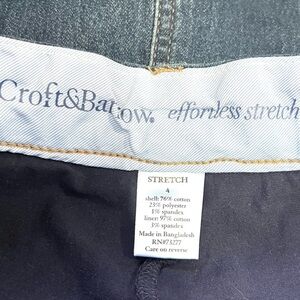 Croft&Barrow® effortless stretch
STRETCH
4
shell: 76% cotton
23% polyester
1% spandex
liner: 97% cotton
3% spandex
Made in Bangladesh
RN#73277
Care on reverse